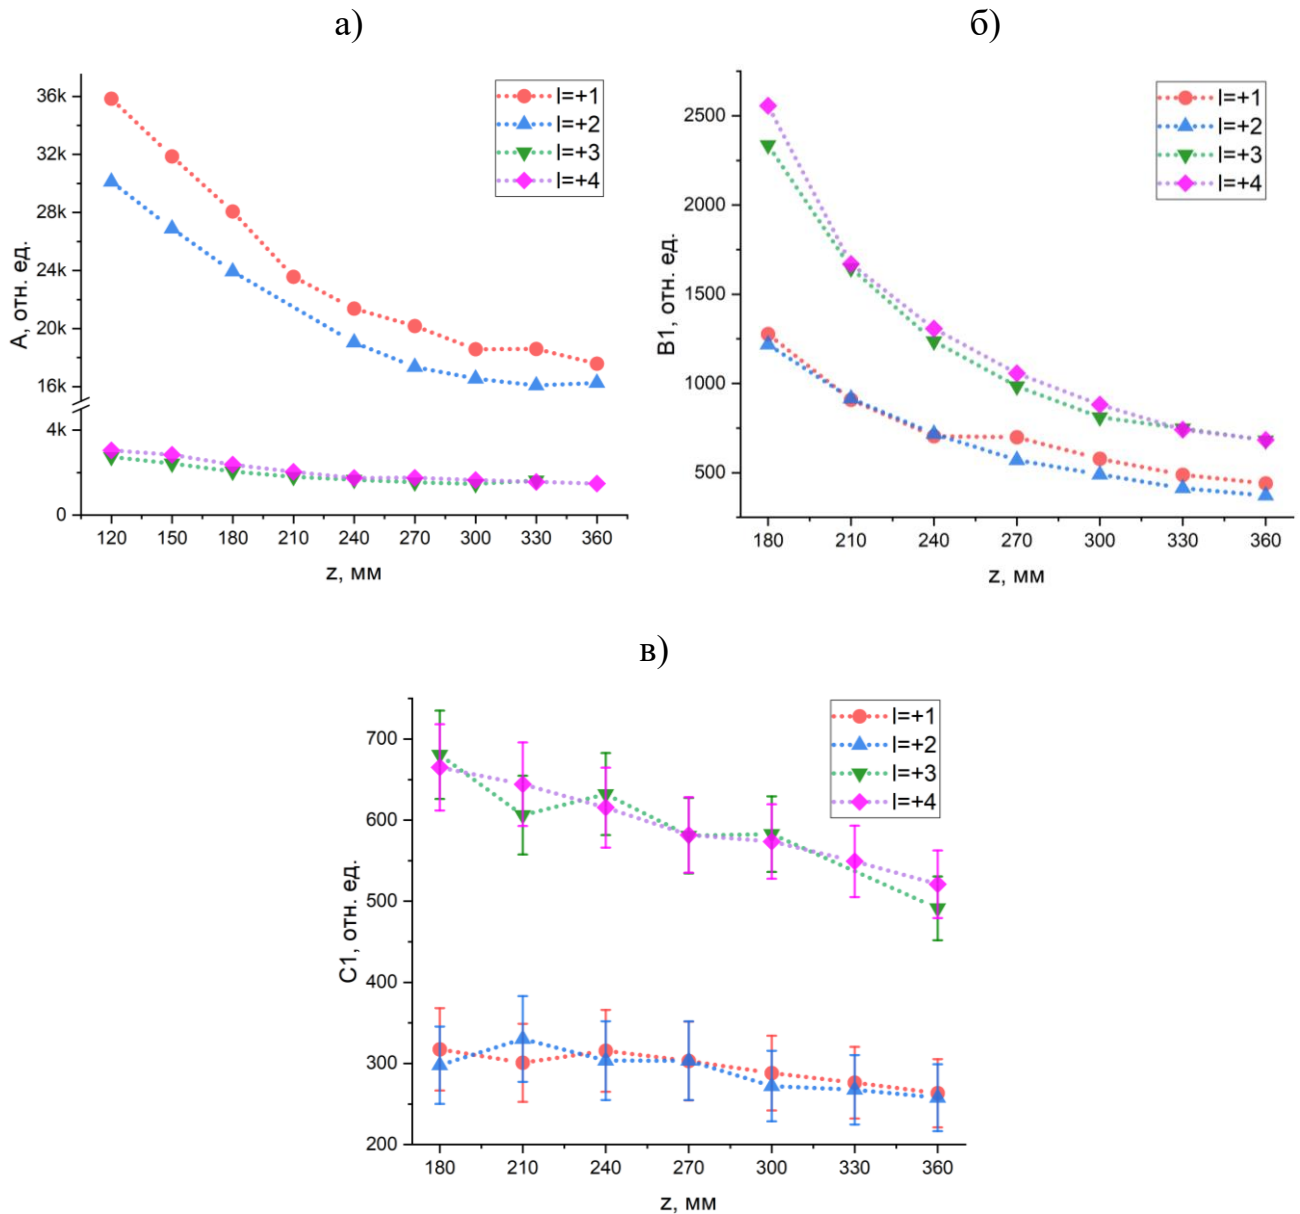 а)
б)
A, отн. ед.
36k
32k
28k
24k
20k
16k
4k
0
120 150 180 210 240 270 300 330 360
z, мм
l=+1
l=+2
l=+3
l=+4
B1, отн. ед.
2500
2000
1500
1000
500
180 210 240 270 300 330 360
z, мм
l=+1
l=+2
l=+3
l=+4
в)
C1, отн. ед.
700
600
500
400
300
200
180 210 240 270 300 330 360
z, мм
l=+1
l=+2
l=+3
l=+4